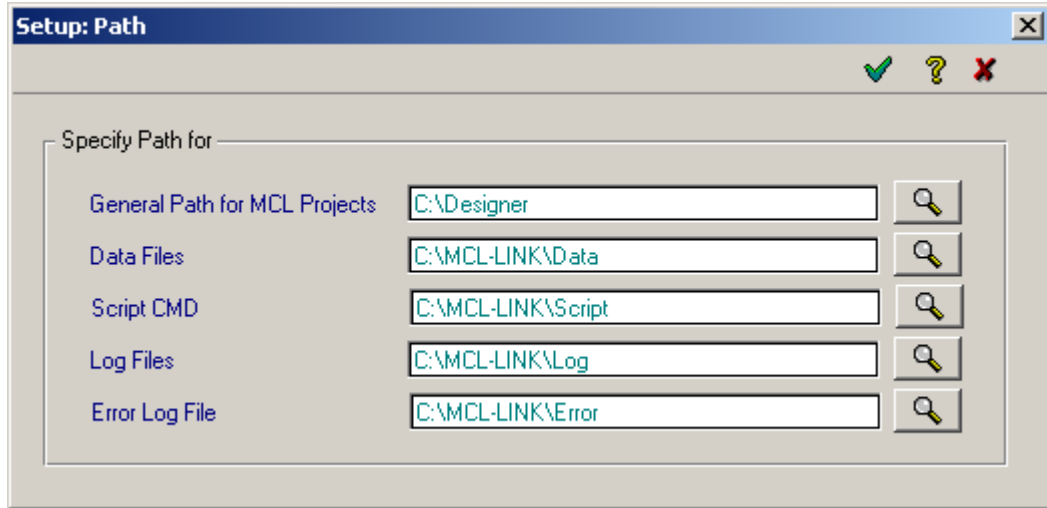 Setup: Path
Specify Path for
General Path for MCL Projects C:\Designer
Data Files C:\MCL-LINK\Data
Script CMD C:\MCL-LINK\Script
Log Files C:\MCL-LINK\Log
Error Log File C:\MCL-LINK\Error